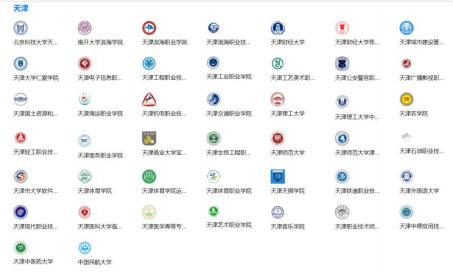 天津
北京科技大学天...
南开大学滨海学院
天津滨海职业学院
天津渤海职业技...
天津财经大学
天津财经大学珠...
天津城市建设管...
天津大学仁爱学院
天津电子信息职...
天津工程职业技...
天津工业职业学院
天津工艺美术职...
天津公安警官职...
天津广播影视职...
天津国土资源和...
天津海运职业学院
天津机电职业技...
天津交通职业学院
天津理工大学
天津理工大学中...
天津农学院
天津轻工职业技...
天津商务职业学院
天津商业大学宝...
天津生物工程职...
天津师范大学
天津师范大学津...
天津石油职业技...
天津市大学软件...
天津体育学院
天津体育学院运...
天津体育职业学院
天津天狮学院
天津铁道职业技...
天津外国语大学
天津现代职业技...
天津医科大学临...
天津医学高等专...
天津艺术职业学院
天津音乐学院
天津职业技术师...
天津中德应用技...
天津中医药大学
中国民航大学